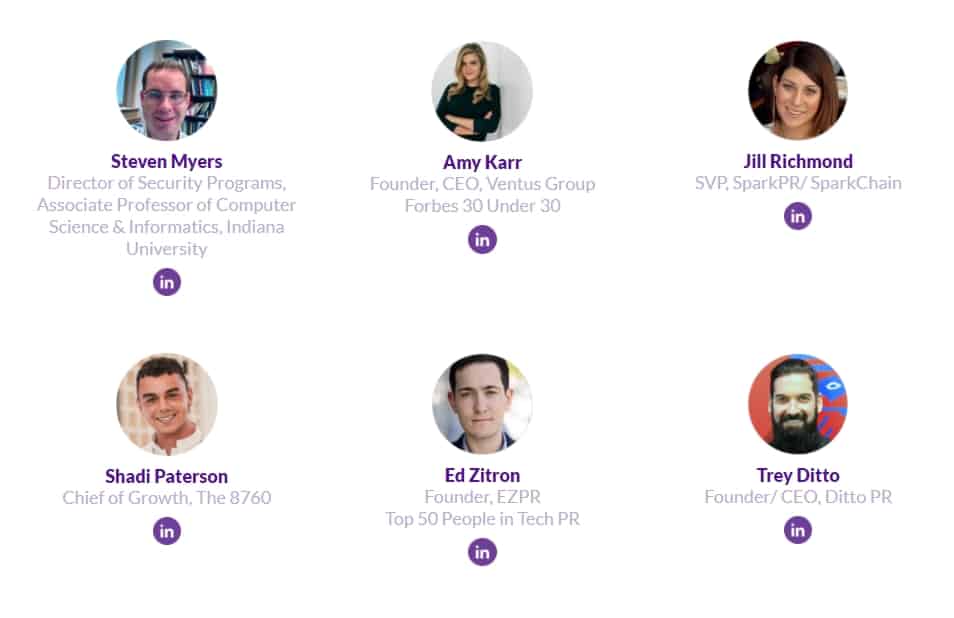 Steven Myers
Director of Security Programs,
Associate Professor of Computer
Science & Informatics, Indiana
University
in
Amy Karr
Founder, CEO, Ventus Group
Forbes 30 Under 30
in
Jill Richmond
SVP, SparkPR/ SparkChain
in
Shadi Paterson
Chief of Growth, The 8760
in
Ed Zitron
Founder, EZPR
Top 50 People in Tech PR
in
Trey Ditto
Founder/ CEO, Ditto PR
in